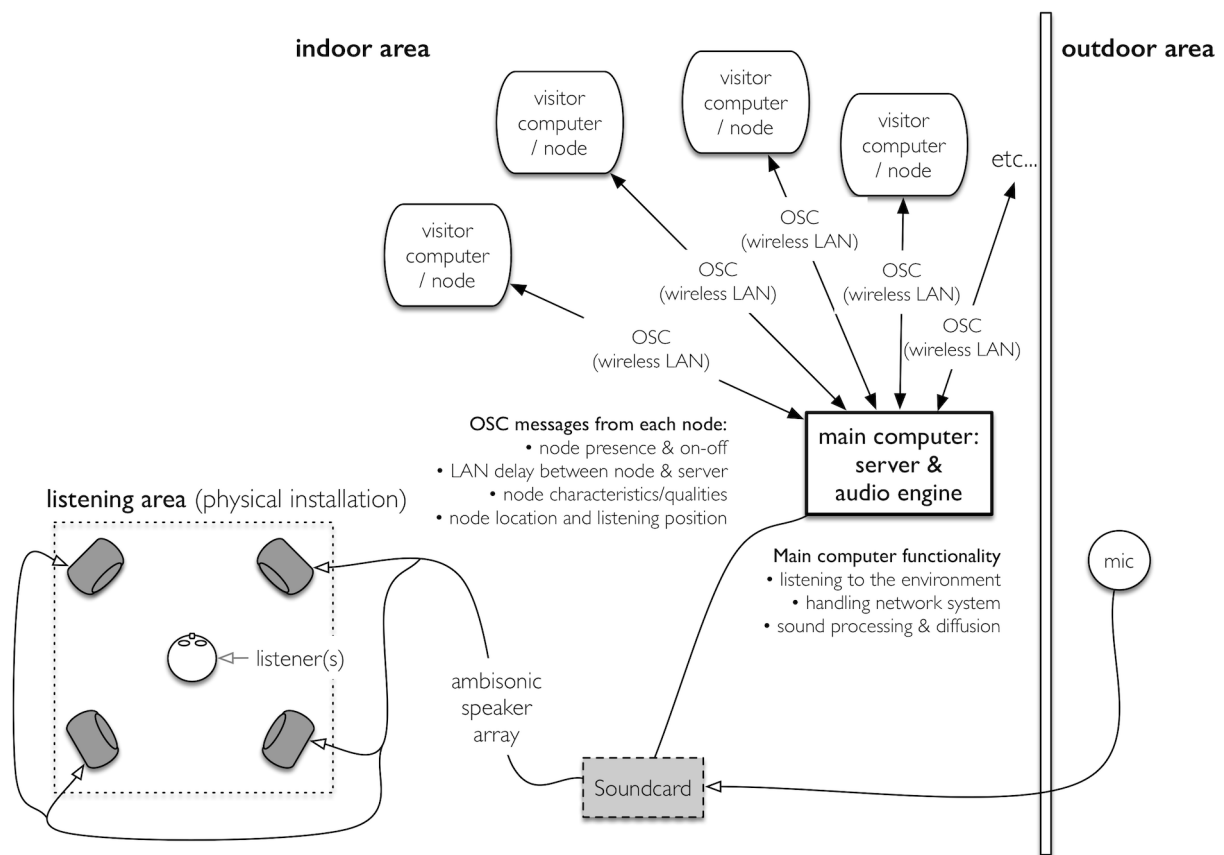 indoor area
outdoor area
visitor
computer
/ node
visitor
computer
/ node
visitor
computer
/ node
visitor
computer
/ node
etc...
OSC
(wireless LAN)
OSC
(wireless LAN)
OSC
(wireless LAN)
OSC
(wireless LAN)
OSC
(wireless LAN)
OSC messages from each node:
• node presence & on-off
• LAN delay between node & server
• node characteristics/qualities
• node location and listening position
main computer:
server &
audio engine
listening area (physical installation)
listener(s)
Main computer functionality
• listening to the environment
• handling network system
• sound processing & diffusion
mic
ambisonic
speaker
array
Soundcard